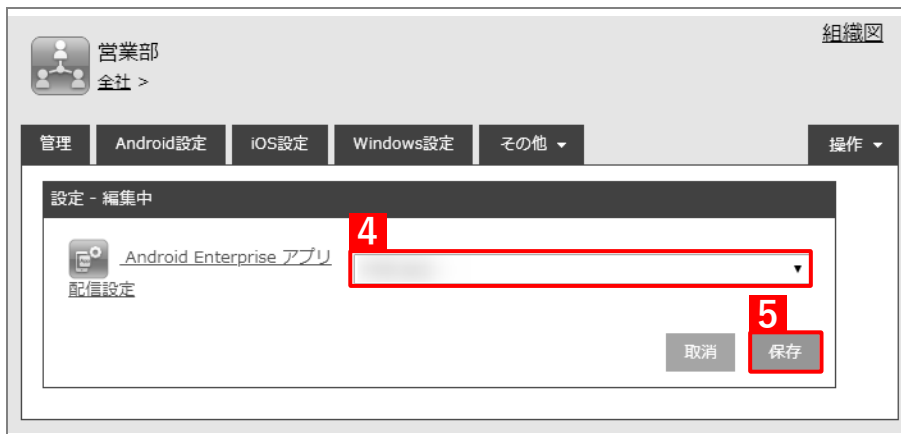 組織図
営業部
全社 >
管理 Android設定 iOS設定 Windows設定 その他 ▼ 操作 ▼
設定 - 編集中
4
Android Enterprise アプリ
配信設定
5
取消 保存